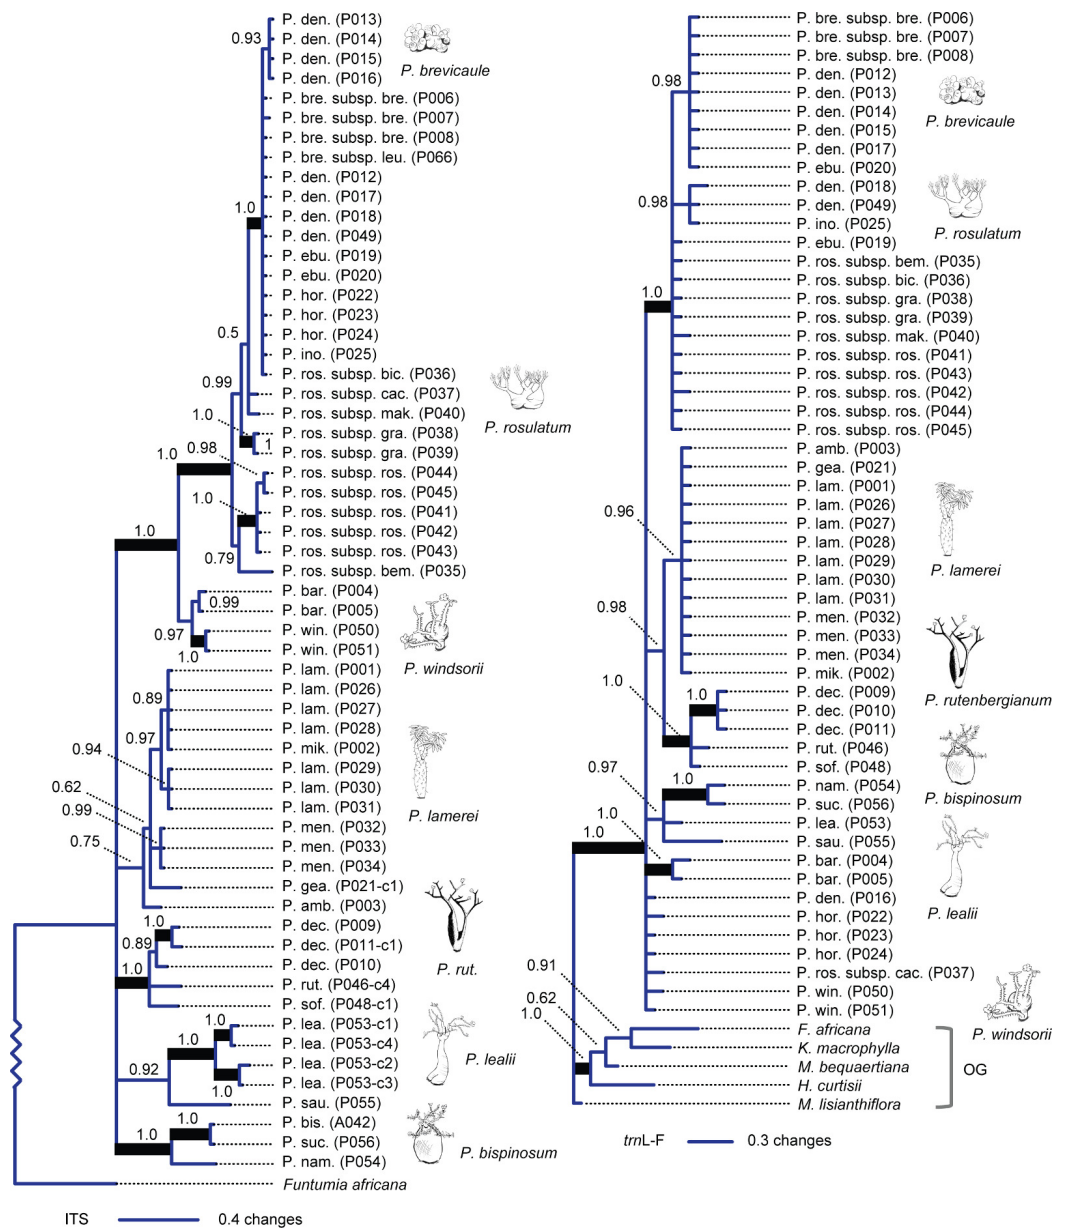 P. den. (P013)
0.93
P. den. (P014)
P. den. (P015)
P. brevicaule
P. den. (P016)
P. bre. subsp. bre. (P006)
P. bre. subsp. bre. (P007)
P. bre. subsp. bre. (P008)
P. bre. subsp. leu. (P066)
P. den. (P012)
P. den. (P017)
1.0
P. den. (P018)
P. den. (P049)
P. ebu. (P019)
P. ebu. (P020)
P. hor. (P022)
P. hor. (P023)
0.5
P. hor. (P024)
P. ino. (P025)
P. ros. subsp. bic. (P036)
0.99
P. ros. subsp. cac. (P037)
1.0
P. ros. subsp. mak. (P040)
P. rosulatum
P. ros. subsp. gra. (P038)
1
0.98
P. ros. subsp. gra. (P039)
1.0
P. ros. subsp. ros. (P044)
P. ros. subsp. ros. (P045)
1.0
P. ros. subsp. ros. (P041)
1.0
P. ros. subsp. ros. (P042)
P. ros. subsp. ros. (P043)
0.79
P. ros. subsp. bem. (P035)
P. bar. (P004)
0.99
P. bar. (P005)
0.97
P. win. (P050)
1.0
P. win. (P051)
P. windsorii
P. lam. (P001)
P. lam. (P026)
0.89
P. lam. (P027)
P. lam. (P028)
0.97
0.94
P. mik. (P002)
P. lam. (P029)
0.62
P. lam. (P030)
0.99
P. lam. (P031)
P. lamerei
P. men. (P032)
0.75
P. men. (P033)
P. men. (P034)
P. gea. (P021-c1)
P. amb. (P003)
1.0
P. dec. (P009)
0.89
P. dec. (P011-c1)
1.0
P. dec. (P010)
P. rut.
P. rut. (P046-c4)
P. sof. (P048-c1)
1.0
P. lea. (P053-c1)
1.0
P. lea. (P053-c4)
0.92
P. lea. (P053-c2)
P. lealii
P. lea. (P053-c3)
1.0
P. sau. (P055)
1.0
P. bis. (A042)
1.0
P. suc. (P056)
P. nam. (P054)
P. bispinosum
Funtumia africana
ITS
0.4 changes
P. bre. subsp. bre. (P006)
P. bre. subsp. bre. (P007)
P. bre. subsp. bre. (P008)
0.98
P. den. (P012)
P. den. (P013)
P. den. (P014)
P. brevicaule
P. den. (P015)
P. den. (P017)
P. ebu. (P020)
P. den. (P018)
0.98
P. den. (P049)
P. ino. (P025)
P. rosulatum
P. ebu. (P019)
P. ros. subsp. bem. (P035)
P. ros. subsp. bic. (P036)
1.0
P. ros. subsp. gra. (P038)
P. ros. subsp. gra. (P039)
P. ros. subsp. mak. (P040)
P. ros. subsp. ros. (P041)
P. ros. subsp. ros. (P043)
P. ros. subsp. ros. (P042)
P. ros. subsp. ros. (P044)
P. ros. subsp. ros. (P045)
P. amb. (P003)
P. gea. (P021)
P. lam. (P001)
P. lam. (P026)
0.96
P. lam. (P027)
P. lam. (P028)
P. lam. (P029)
P. lamerei
P. lam. (P030)
P. lam. (P031)
0.98
P. men. (P032)
P. men. (P033)
P. men. (P034)
P. mik. (P002)
1.0
1.0
P. dec. (P009)
P. rutenbergianum
P. dec. (P010)
P. dec. (P011)
P. rut. (P046)
P. sof. (P048)
0.97
1.0
P. nam. (P054)
P. bispinosum
P. suc. (P056)
1.0
P. lea. (P053)
1.0
P. sau. (P055)
P. bar. (P004)
P. bar. (P005)
P. den. (P016)
P. lealii
P. hor. (P022)
P. hor. (P023)
P. hor. (P024)
0.91
P. ros. subsp. cac. (P037)
P. win. (P050)
0.62
P. win. (P051)
1.0
F. africana
P. windsorii
K. macrophylla
M. bequaertiana
OG
H. curtisii
M. lisianthiflora
trnL-F
0.3 changes